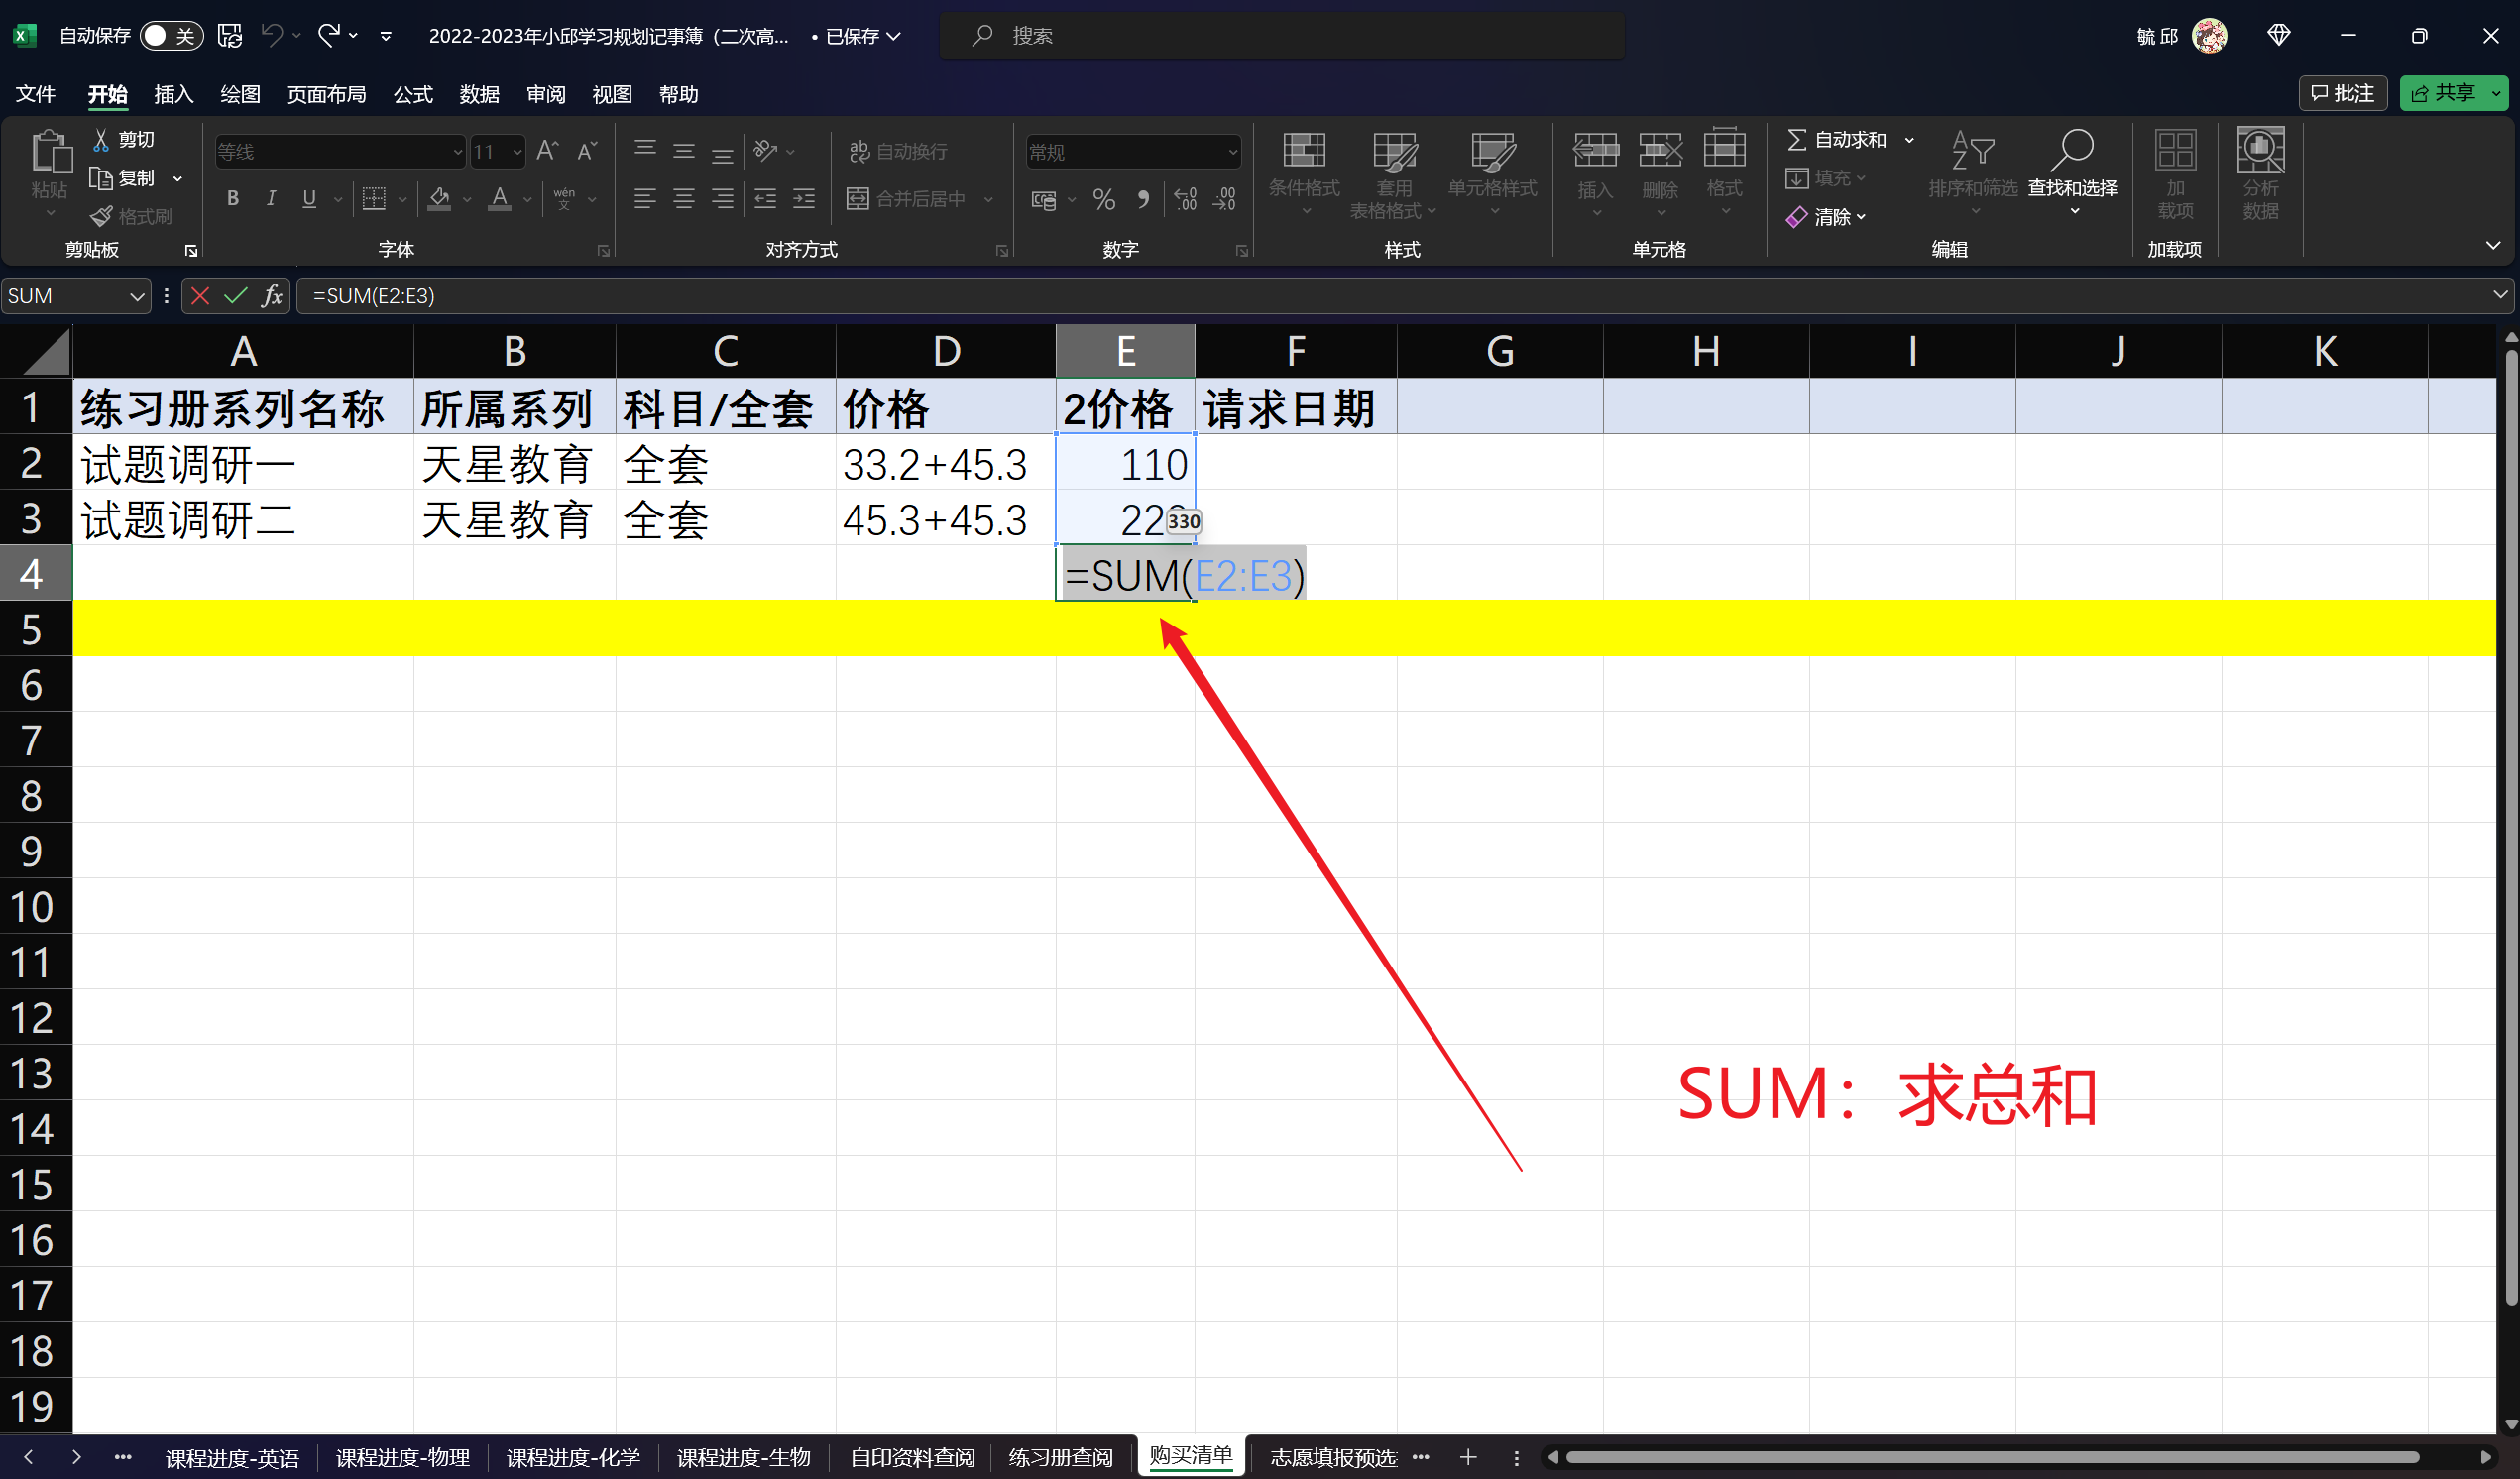 自动保存 关 2022-2023年小邱学习规划记事簿（二次高... • 已保存 搜索 毓 邱
文件 开始 插入 绘图 页面布局 公式 数据 审阅 视图 帮助 批注 共享
粘贴 剪切 复制 格式刷 剪贴板
等线 11 A A B I U A wén 文 字体
ab 自动换行 合并后居中 对齐方式
常规 % 数字
条件格式 套用 表格格式 单元格样式 样式
插入 删除 格式 单元格
自动求和 填充 清除 排序和筛选 查找和选择 编辑
加 载项 加载项
分析 数据
SUM fx =SUM(E2:E3)
A B C D E F G H I J K
1 练习册系列名称 所属系列 科目/全套 价格 2价格 请求日期
2 试题调研一 天星教育 全套 33.2+45.3 110
3 试题调研二 天星教育 全套 45.3+45.3 22 330
4 =SUM(E2:E3)
5
6
7
8
9
10
11
12
13
SUM：求总和
14
15
16
17
18
19
课程进度-英语 课程进度-物理 课程进度-化学 课程进度-生物 自印资料查阅 练习册查阅 购买清单 志愿填报预选